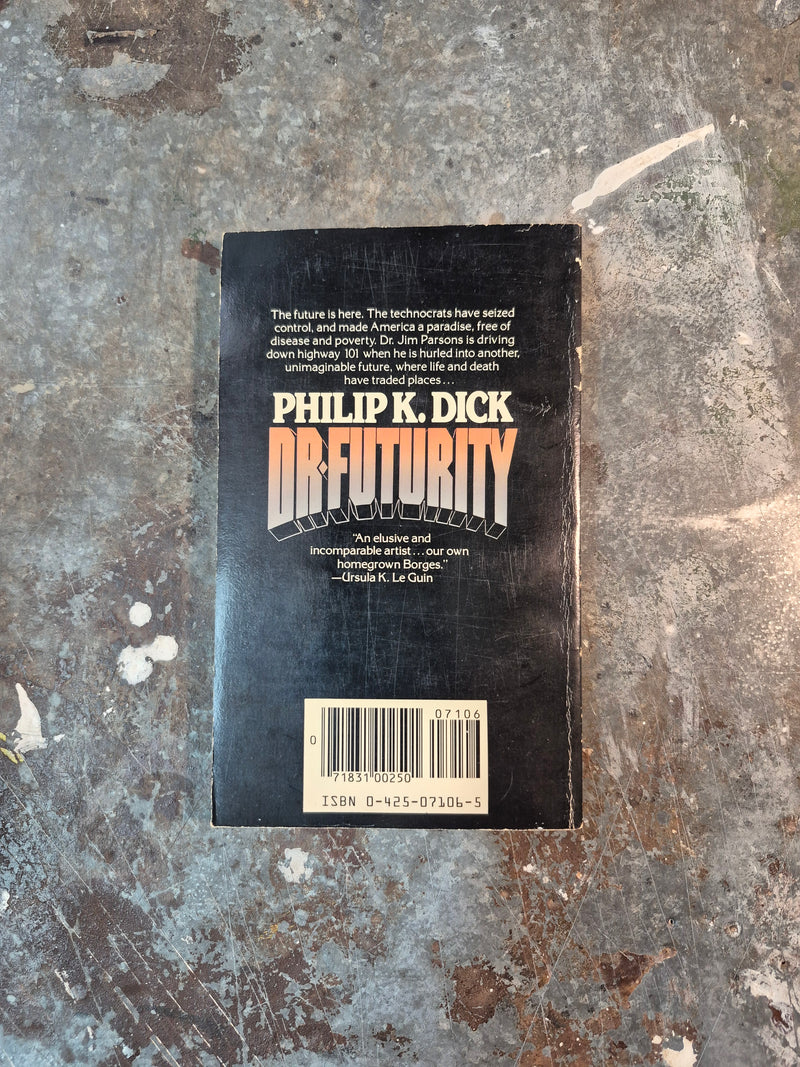 The future is here. The technocrats have seized
control, and made America a paradise, free of
disease and poverty. Dr. Jim Parsons is driving
down highway 101 when he is hurled into another,
unimaginable future, where life and death
have traded places...
PHILIP K. DICK
DR·FUTURITY
"An elusive and
incomparable artist...our own
homegrown Borges."
—Ursula K. Le Guin
07106
0
71831 00250
ISBN 0-425-07106-5